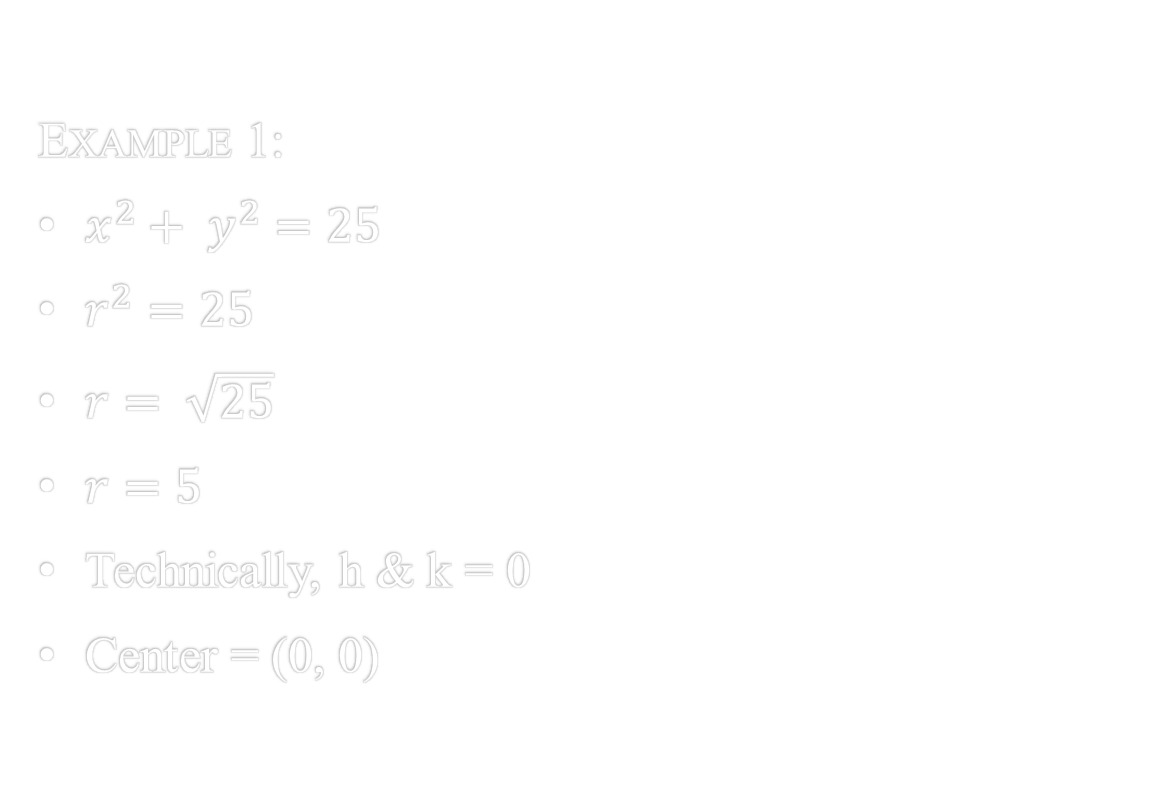 EXAMPLE 1:
• x² + y² = 25
• r² = 25
• r = √25
• r = 5
• Technically, h & k = 0
• Center = (0, 0)